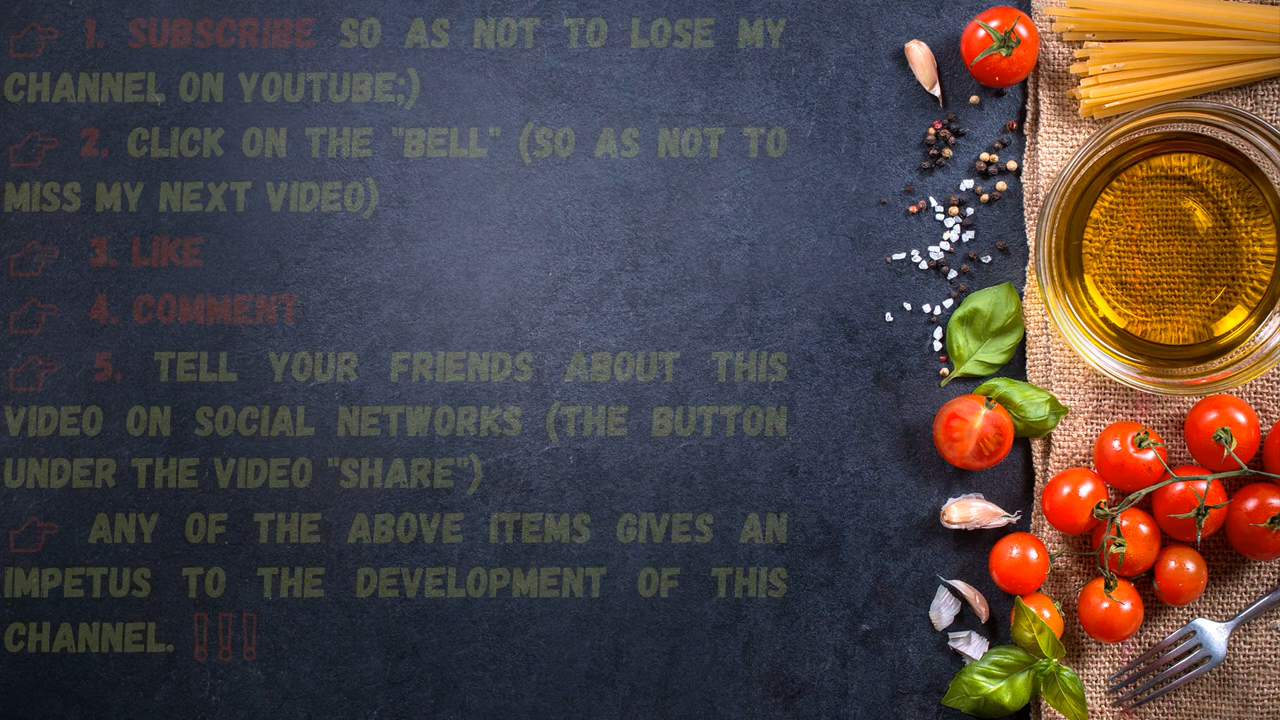 👉 1. SUBSCRIBE SO AS NOT TO LOSE MY
CHANNEL ON YOUTUBE;)
👉 2. CLICK ON THE "BELL" (SO AS NOT TO
MISS MY NEXT VIDEO)
👉 3. LIKE
👉 4. COMMENT
👉 5. TELL YOUR FRIENDS ABOUT THIS
VIDEO ON SOCIAL NETWORKS (THE BUTTON
UNDER THE VIDEO "SHARE")
👉 ANY OF THE ABOVE ITEMS GIVES AN
IMPETUS TO THE DEVELOPMENT OF THIS
CHANNEL. ❗❗❗